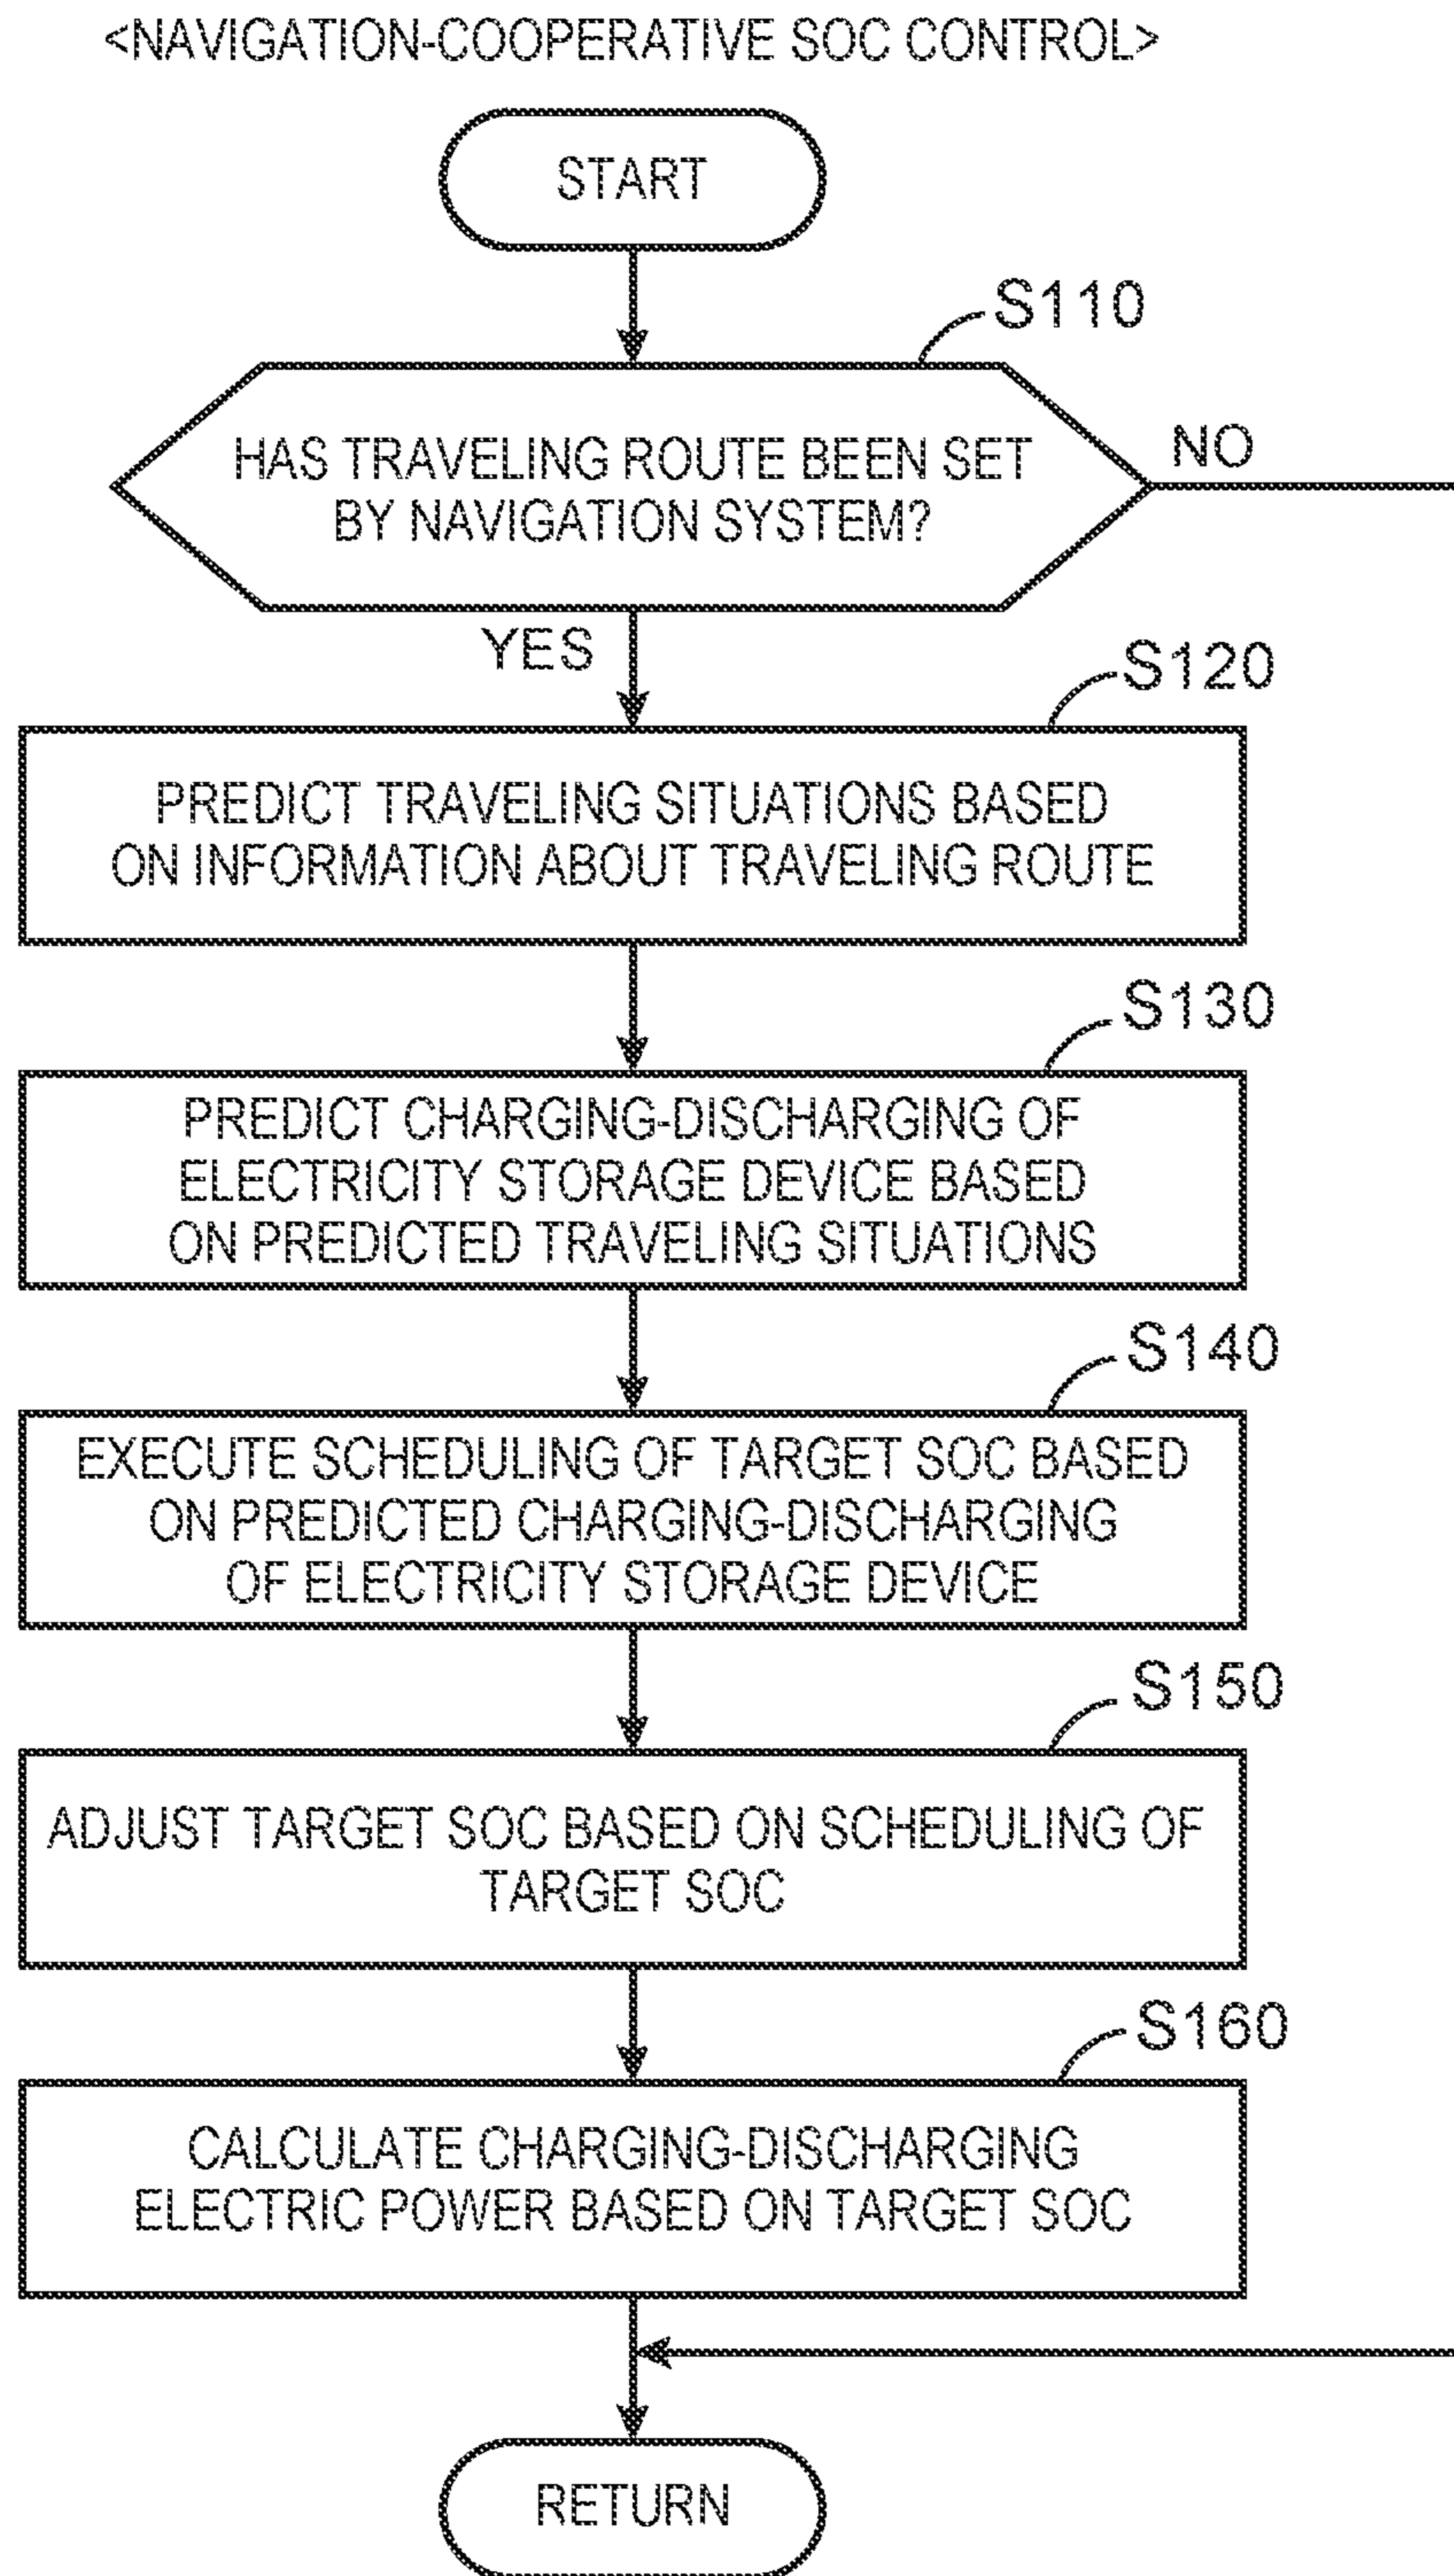 <NAVIGATION-COOPERATIVE SOC CONTROL>
START
S110
HAS TRAVELING ROUTE BEEN SET
BY NAVIGATION SYSTEM?
NO
YES
S120
PREDICT TRAVELING SITUATIONS BASED
ON INFORMATION ABOUT TRAVELING ROUTE
S130
PREDICT CHARGING-DISCHARGING OF
ELECTRICITY STORAGE DEVICE BASED
ON PREDICTED TRAVELING SITUATIONS
S140
EXECUTE SCHEDULING OF TARGET SOC BASED
ON PREDICTED CHARGING-DISCHARGING
OF ELECTRICITY STORAGE DEVICE
S150
ADJUST TARGET SOC BASED ON SCHEDULING OF
TARGET SOC
S160
CALCULATE CHARGING-DISCHARGING
ELECTRIC POWER BASED ON TARGET SOC
RETURN